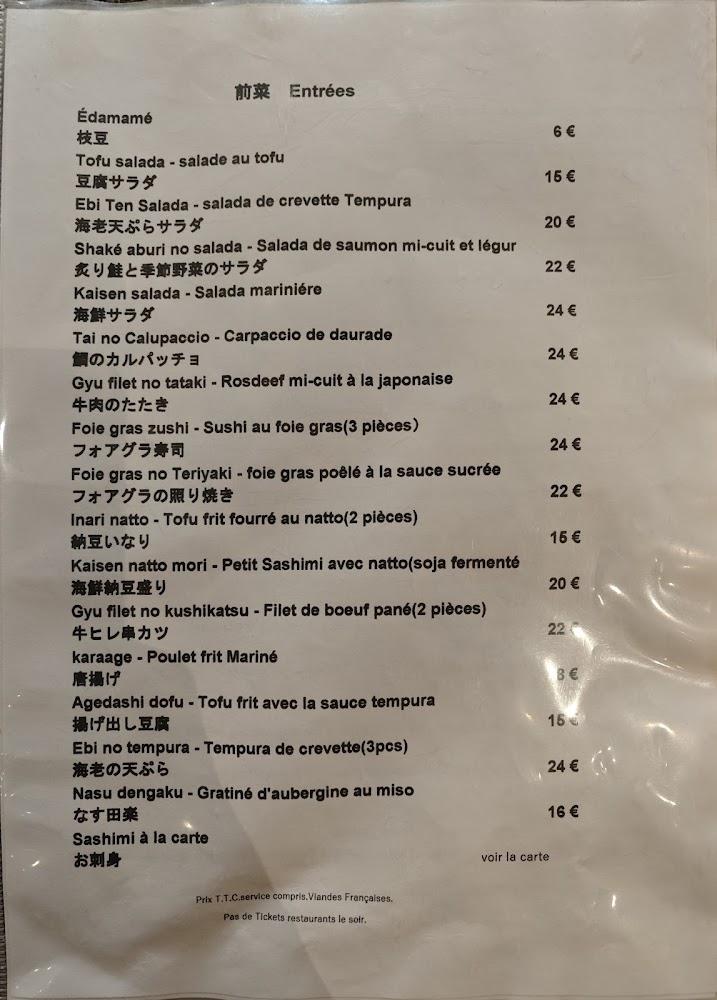 前菜 Entrées
Édamamé
枝豆 6 €
Tofu salada - salade au tofu
豆腐サラダ 15 €
Ebi Ten Salada - salada de crevette Tempura
海老天ぷらサラダ 20 €
Shaké aburi no salada - Salada de saumon mi-cuit et légur
炙り鮭と季節野菜のサラダ 22 €
Kaisen salada - Salada mariniére
海鮮サラダ 24 €
Tai no Calupaccio - Carpaccio de daurade
鯛のカルパッチョ 24 €
Gyu filet no tataki - Rosdeef mi-cuit à la japonaise
牛肉のたたき 24 €
Foie gras zushi - Sushi au foie gras(3 pièces)
フォアグラ寿司 24 €
Foie gras no Teriyaki - foie gras poêlé à la sauce sucrée
フォアグラの照り焼き 22 €
Inari natto - Tofu frit fourré au natto(2 pièces)
納豆いなり 15 €
Kaisen natto mori - Petit Sashimi avec natto(soja fermenté
海鮮納豆盛り 20 €
Gyu filet no kushikatsu - Filet de boeuf pané(2 pièces)
牛ヒレ串カツ 22 €
karaage - Poulet frit Mariné
唐揚げ €
Agedashi dofu - Tofu frit avec la sauce tempura
揚げ出し豆腐 15 €
Ebi no tempura - Tempura de crevette(3pcs)
海老の天ぷら 24 €
Nasu dengaku - Gratiné d'aubergine au miso
なす田楽 16 €
Sashimi à la carte
お刺身 voir la carte
Prix T.T.C.service compris.Viandes Françaises.
Pas de Tickets restaurants le soir.